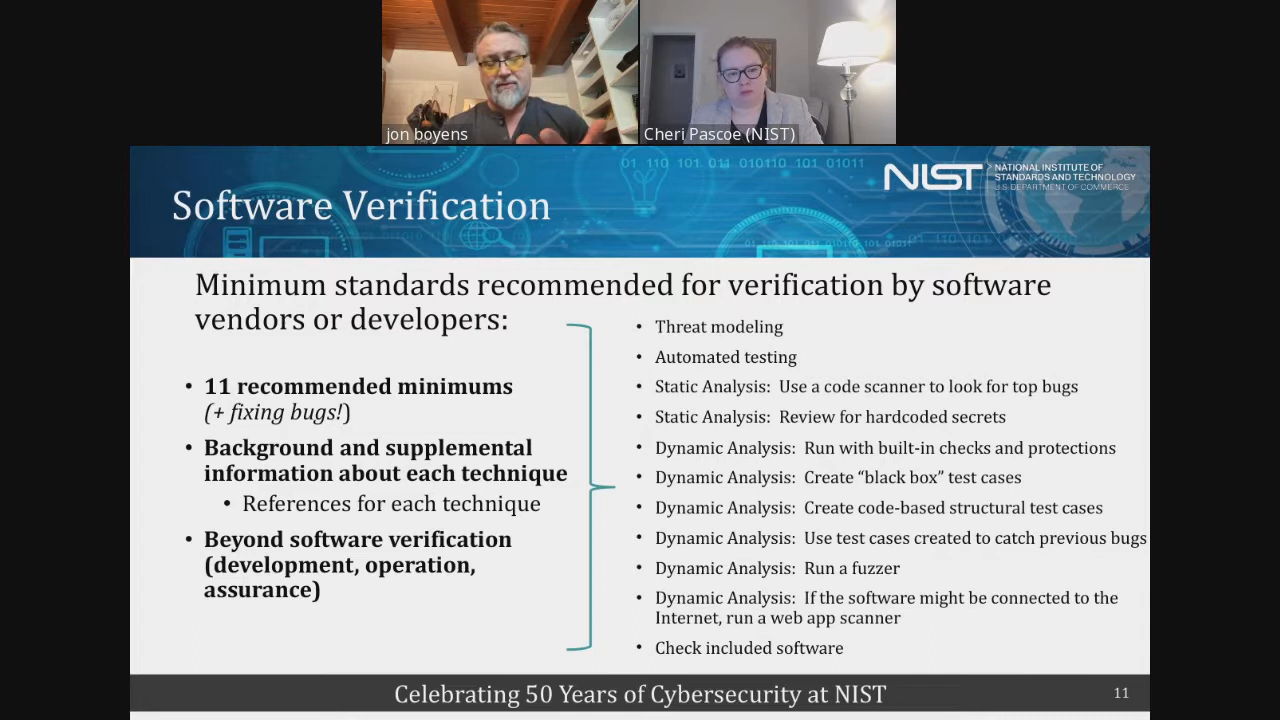 jon boyens
Cheri Pascoe (NIST)
01 110 101 011 010110 101 011011
NIST
NATIONAL INSTITUTE OF
STANDARDS AND TECHNOLOGY
U.S. DEPARTMENT OF COMMERCE
Software Verification
Minimum standards recommended for verification by software
vendors or developers:
• 11 recommended minimums
(+ fixing bugs!)
• Background and supplemental
information about each technique
• References for each technique
• Beyond software verification
(development, operation,
assurance)
• Threat modeling
• Automated testing
• Static Analysis: Use a code scanner to look for top bugs
• Static Analysis: Review for hardcoded secrets
• Dynamic Analysis: Run with built-in checks and protections
• Dynamic Analysis: Create “black box” test cases
• Dynamic Analysis: Create code-based structural test cases
• Dynamic Analysis: Use test cases created to catch previous bugs
• Dynamic Analysis: Run a fuzzer
• Dynamic Analysis: If the software might be connected to the
Internet, run a web app scanner
• Check included software
Celebrating 50 Years of Cybersecurity at NIST
11